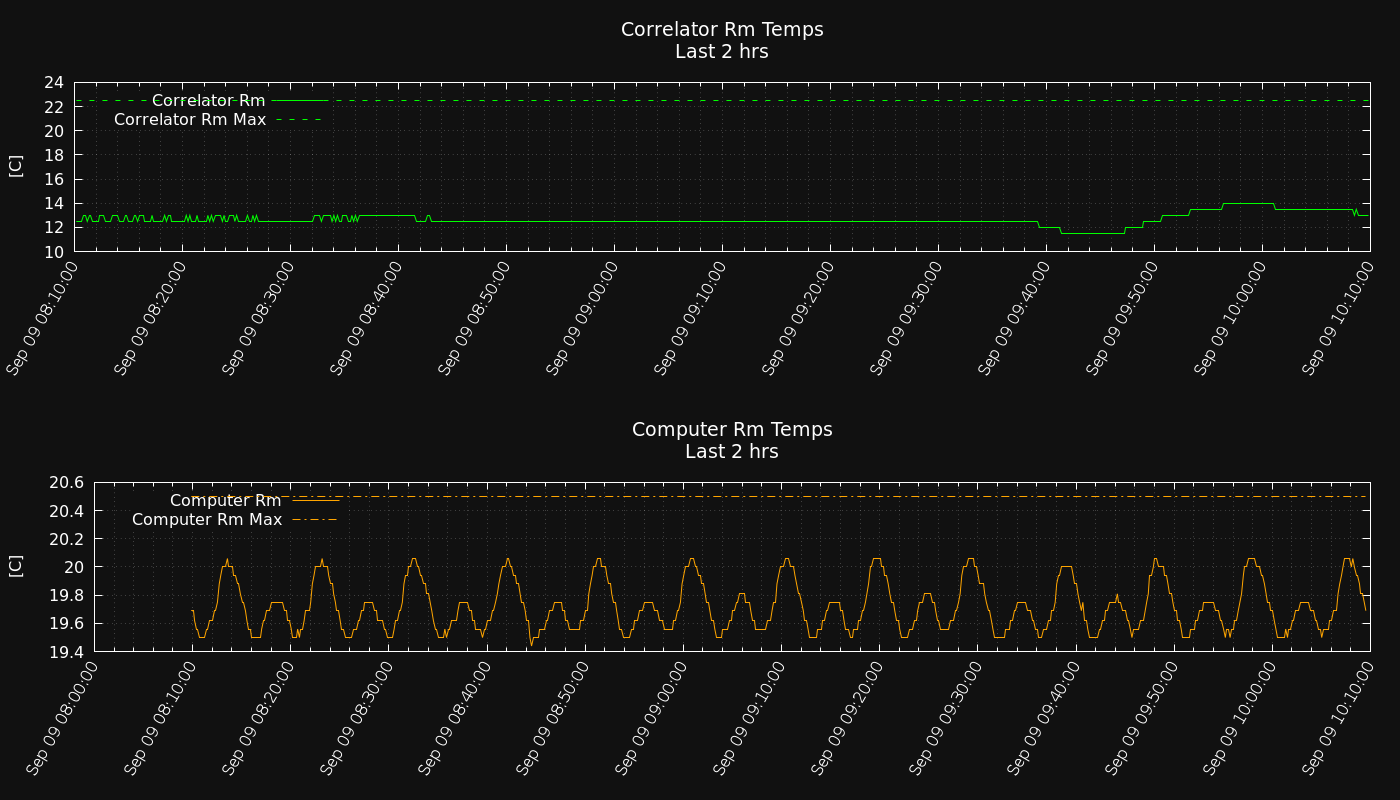 Correlator Rm Temps
Last 2 hrs
24
Correlator Rm
22
Correlator Rm Max
20
18
[C]
16
14
12
10
Sep 09 08:10:00
Sep 09 08:20:00
Sep 09 08:30:00
Sep 09 08:40:00
Sep 09 08:50:00
Sep 09 09:00:00
Sep 09 09:10:00
Sep 09 09:20:00
Sep 09 09:30:00
Sep 09 09:40:00
Sep 09 09:50:00
Sep 09 10:00:00
Sep 09 10:10:00
Computer Rm Temps
Last 2 hrs
20.6
Computer Rm
20.4
Computer Rm Max
20.2
[C]
20
19.8
19.6
19.4
Sep 09 08:00:00
Sep 09 08:10:00
Sep 09 08:20:00
Sep 09 08:30:00
Sep 09 08:40:00
Sep 09 08:50:00
Sep 09 09:00:00
Sep 09 09:10:00
Sep 09 09:20:00
Sep 09 09:30:00
Sep 09 09:40:00
Sep 09 09:50:00
Sep 09 10:00:00
Sep 09 10:10:00